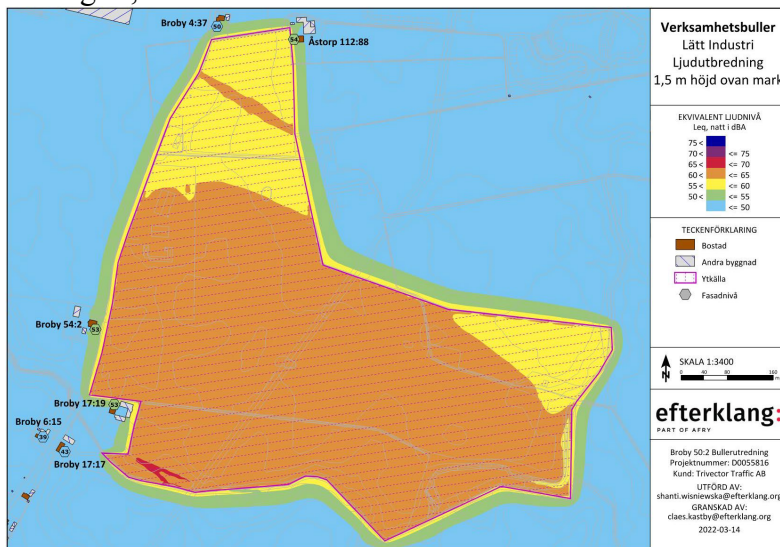 Broby 4:37
50
54
Åstorp 112:88
Broby 54:2
53
Broby 17:19
53
Broby 6:15
39
43
Broby 17:17
Verksamhetsbuller
Lätt Industri
Ljudutbredning
1,5 m höjd ovan mark
EKVIVALENT LJUDNIVÅ
Leq, natt i dBA
75 <
70 < <= 75
65 < <= 70
60 < <= 65
55 < <= 60
50 < <= 55
<= 50
TECKENFÖRKLARING
Bostad
Andra byggnad
Ytkälla
Fasadnivå
N
SKALA 1:3400
0 40 80 160
m
efterklang:
PART OF AFRY
Broby 50:2 Bullerutredning
Projektnummer: D0055816
Kund: Trivector Traffic AB
UTFÖRD AV:
shanti.wisniewska@efterklang.org
GRANSKAD AV:
claes.kastby@efterklang.org
2022-03-14